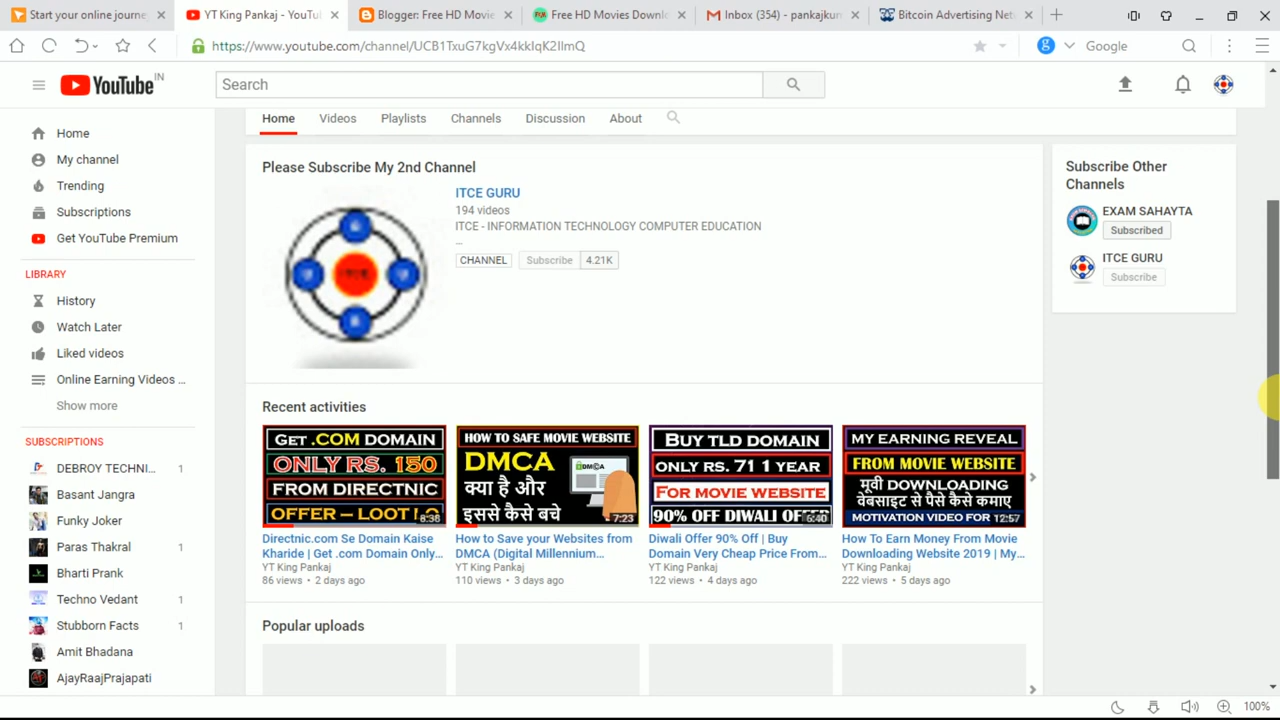 Start your online journe
YT King Pankaj - YouTu
Blogger: Free HD Movie
Free HD Movies Downl
Inbox (354) - pankajkun
Bitcoin Advertising Net
https://www.youtube.com/channel/UCB1TxuG7kgVx4kkIqK2IlmQ
Google
YouTube IN
Search
Home
Videos
Playlists
Channels
Discussion
About
Home
My channel
Trending
Subscriptions
Get YouTube Premium
LIBRARY
History
Watch Later
Liked videos
Online Earning Videos ...
Show more
SUBSCRIPTIONS
DEBROY TECHNI... 1
Basant Jangra
Funky Joker
Paras Thakral 1
Bharti Prank
Techno Vedant 1
Stubborn Facts 1
Amit Bhadana
AjayRaajPrajapati
Please Subscribe My 2nd Channel
ITCE GURU
194 videos
ITCE - INFORMATION TECHNOLOGY COMPUTER EDUCATION
...
CHANNEL
Subscribe 4.21K
Subscribe Other
Channels
EXAM SAHAYTA
Subscribed
ITCE GURU
Subscribe
Recent activities
GET .COM DOMAIN
ONLY RS. 150
FROM DIRECTNIC
8:38
Directnic.com Se Domain Kaise
Kharide | Get .com Domain Only...
YT King Pankaj
86 views • 2 days ago
HOW TO SAFE MOVIE WEBSITE
DMCA
DMCA
क्या है और
इससे कैसे बचे
7:23
How to Save your Websites from
DMCA (Digital Millennium...
YT King Pankaj
110 views • 3 days ago
BUY TLD DOMAIN
ONLY RS. 71 1 YEAR
FOR MOVIE WEBSITE
90% OFF DIWALI
5:40
Diwali Offer 90% Off | Buy
Domain Very Cheap Price From...
YT King Pankaj
122 views • 4 days ago
MY EARNING REVEAL
FROM MOVIE WEBSITE
मूवी डाउनलोडिंग
वेबसाइट से पैसे कैसे कमाए
MOTIVATION VIDEO FOR
12:57
How To Earn Money From Movie
Downloading Website 2019 | My...
YT King Pankaj
222 views • 5 days ago
Popular uploads
100%